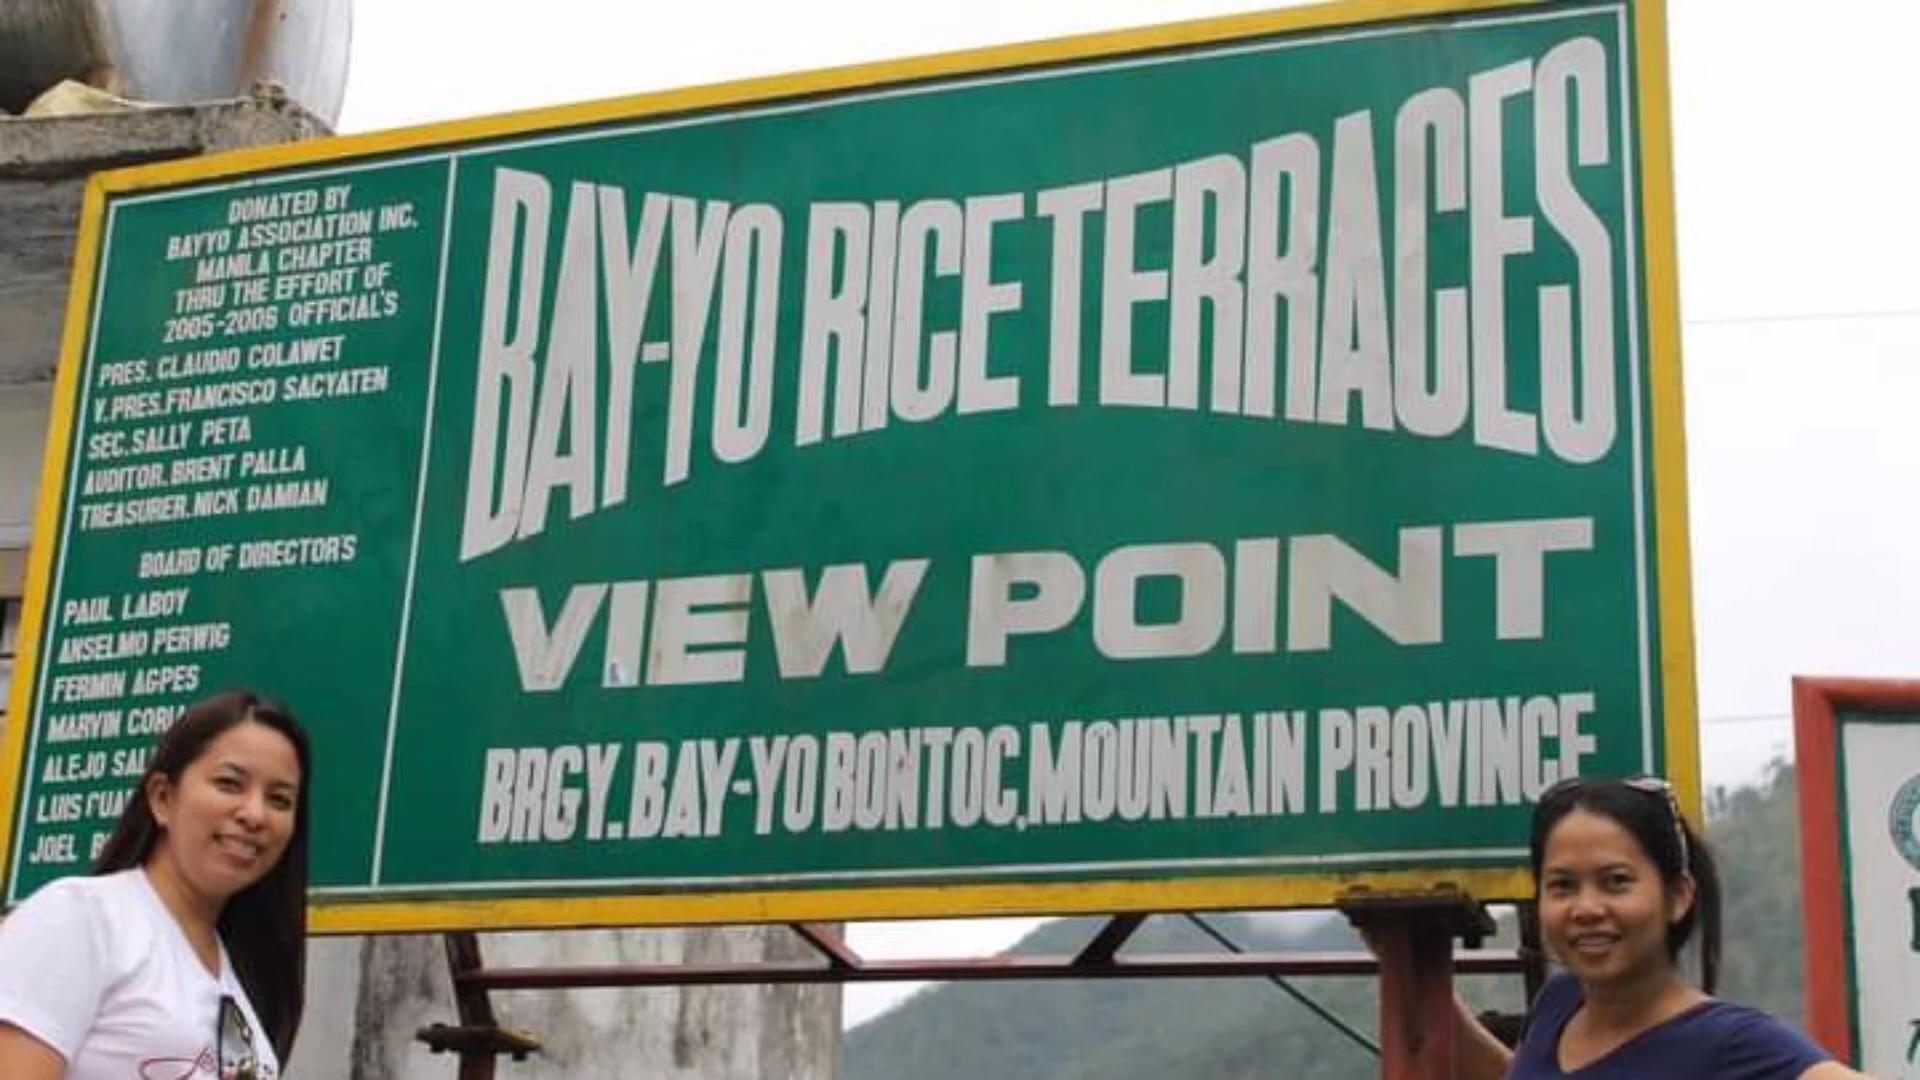 DONATED BY
BAYYO ASSOCIATION INC.
MANILA CHAPTER
THRU THE EFFORT OF
2005-2006 OFFICIAL'S
PRES. CLAUDIO COLAWET
V.PRES.FRANCISCO SACYATEN
SEC.SALLY PETA
AUDITOR.BRENT PALLA
TREASURER.NICK DAMIAN
BOARD OF DIRECTOR'S
PAUL LABOY
ANSELMO PERWIG
FERMIN AGPES
MARVIN
ALEJO
LUIS
JOEL
BAY-YO RICE TERRACES
VIEW POINT
BRGY. BAY-YO BONTOC, MOUNTAIN PROVINCE